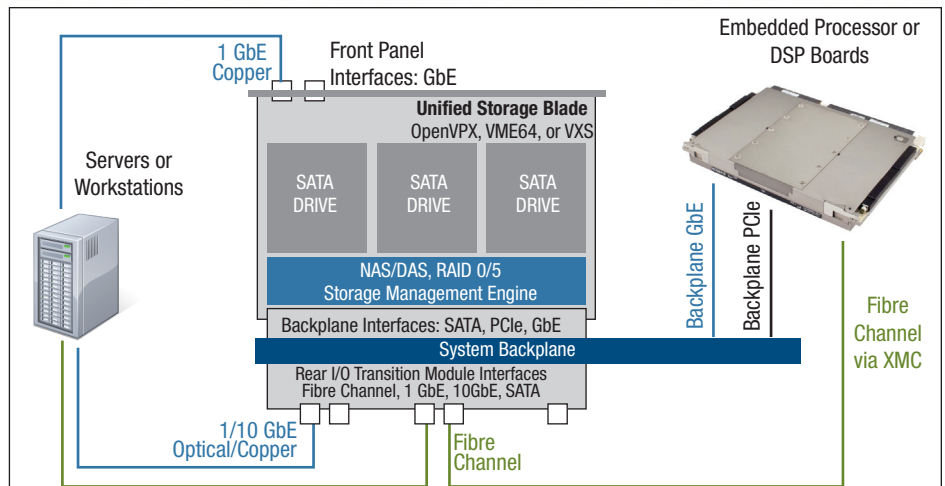 Embedded Processor or
DSP Boards
1 GbE
Copper
Front Panel
Interfaces: GbE
Unified Storage Blade
OpenVPX, VME64, or VXS
Servers or
Workstations
SATA
DRIVE
SATA
DRIVE
SATA
DRIVE
NAS/DAS, RAID 0/5
Storage Management Engine
Backplane Interfaces: SATA, PCIe, GbE
System Backplane
Rear I/O Transition Module Interfaces
Fibre Channel, 1 GbE, 10GbE, SATA
Backplane GbE
Backplane PCIe
Fibre
Channel
via XMC
1/10 GbE
Optical/Copper
Fibre
Channel